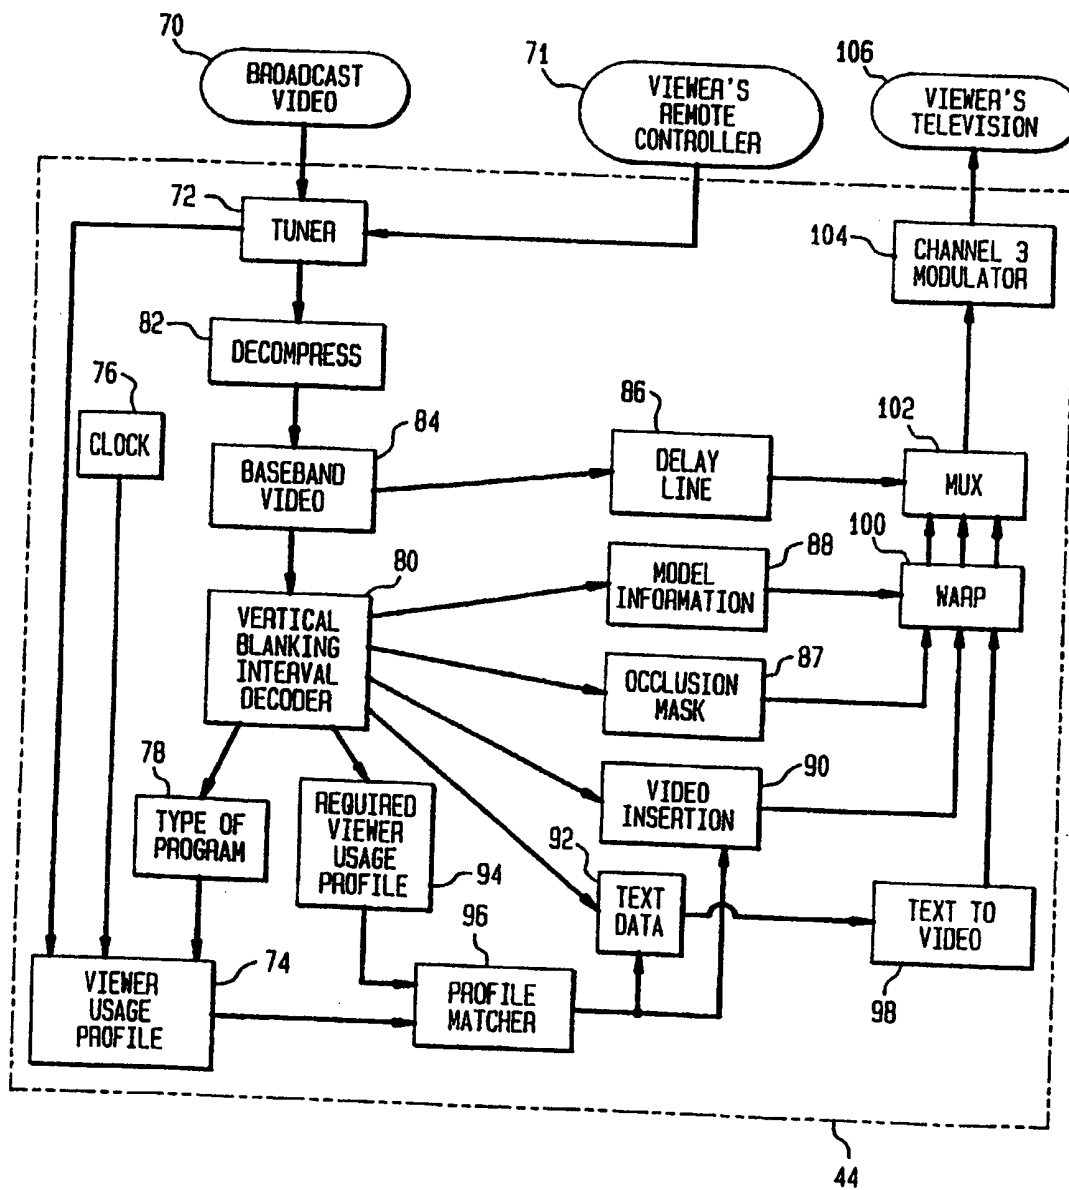 70
BROADCAST
VIDEO
71
VIEWER'S
REMOTE
CONTROLLER
106
VIEWER'S
TELEVISION
72
TUNER
104
CHANNEL 3
MODULATOR
82
DECOMPRESS
76
CLOCK
84
BASEBAND
VIDEO
86
DELAY
LINE
102
MUX
80
VERTICAL
BLANKING
INTERVAL
DECODER
88
MODEL
INFORMATION
100
WARP
87
OCCLUSION
MASK
78
TYPE OF
PROGRAM
REQUIRED
VIEWER
USAGE
PROFILE
94
90
VIDEO
INSERTION
92
TEXT
DATA
TEXT TO
VIDEO
98
74
VIEWER
USAGE
PROFILE
96
PROFILE
MATCHER
44